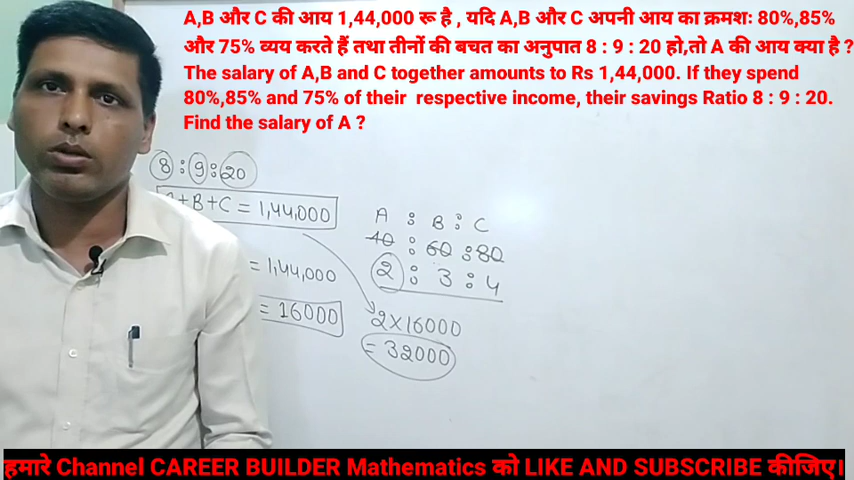 A,B और C की आय 1,44,000 रू है , यदि A,B और C अपनी आय का क्रमशः 80%,85%
और 75% व्यय करते हैं तथा तीनों की बचत का अनुपात 8 : 9 : 20 हो,तो A की आय क्या है ?
The salary of A,B and C together amounts to Rs 1,44,000. If they spend
80%,85% and 75% of their respective income, their savings Ratio 8 : 9 : 20.
Find the salary of A ?
8 : 9 : 20
+B+C = 1,44,000
= 1,44,000
= 16000
A : B : C
40 : 60 : 80
2 : 3 : 4
2×16000
= 32000
हमारे Channel CAREER BUILDER Mathematics को LIKE AND SUBSCRIBE कीजिए।